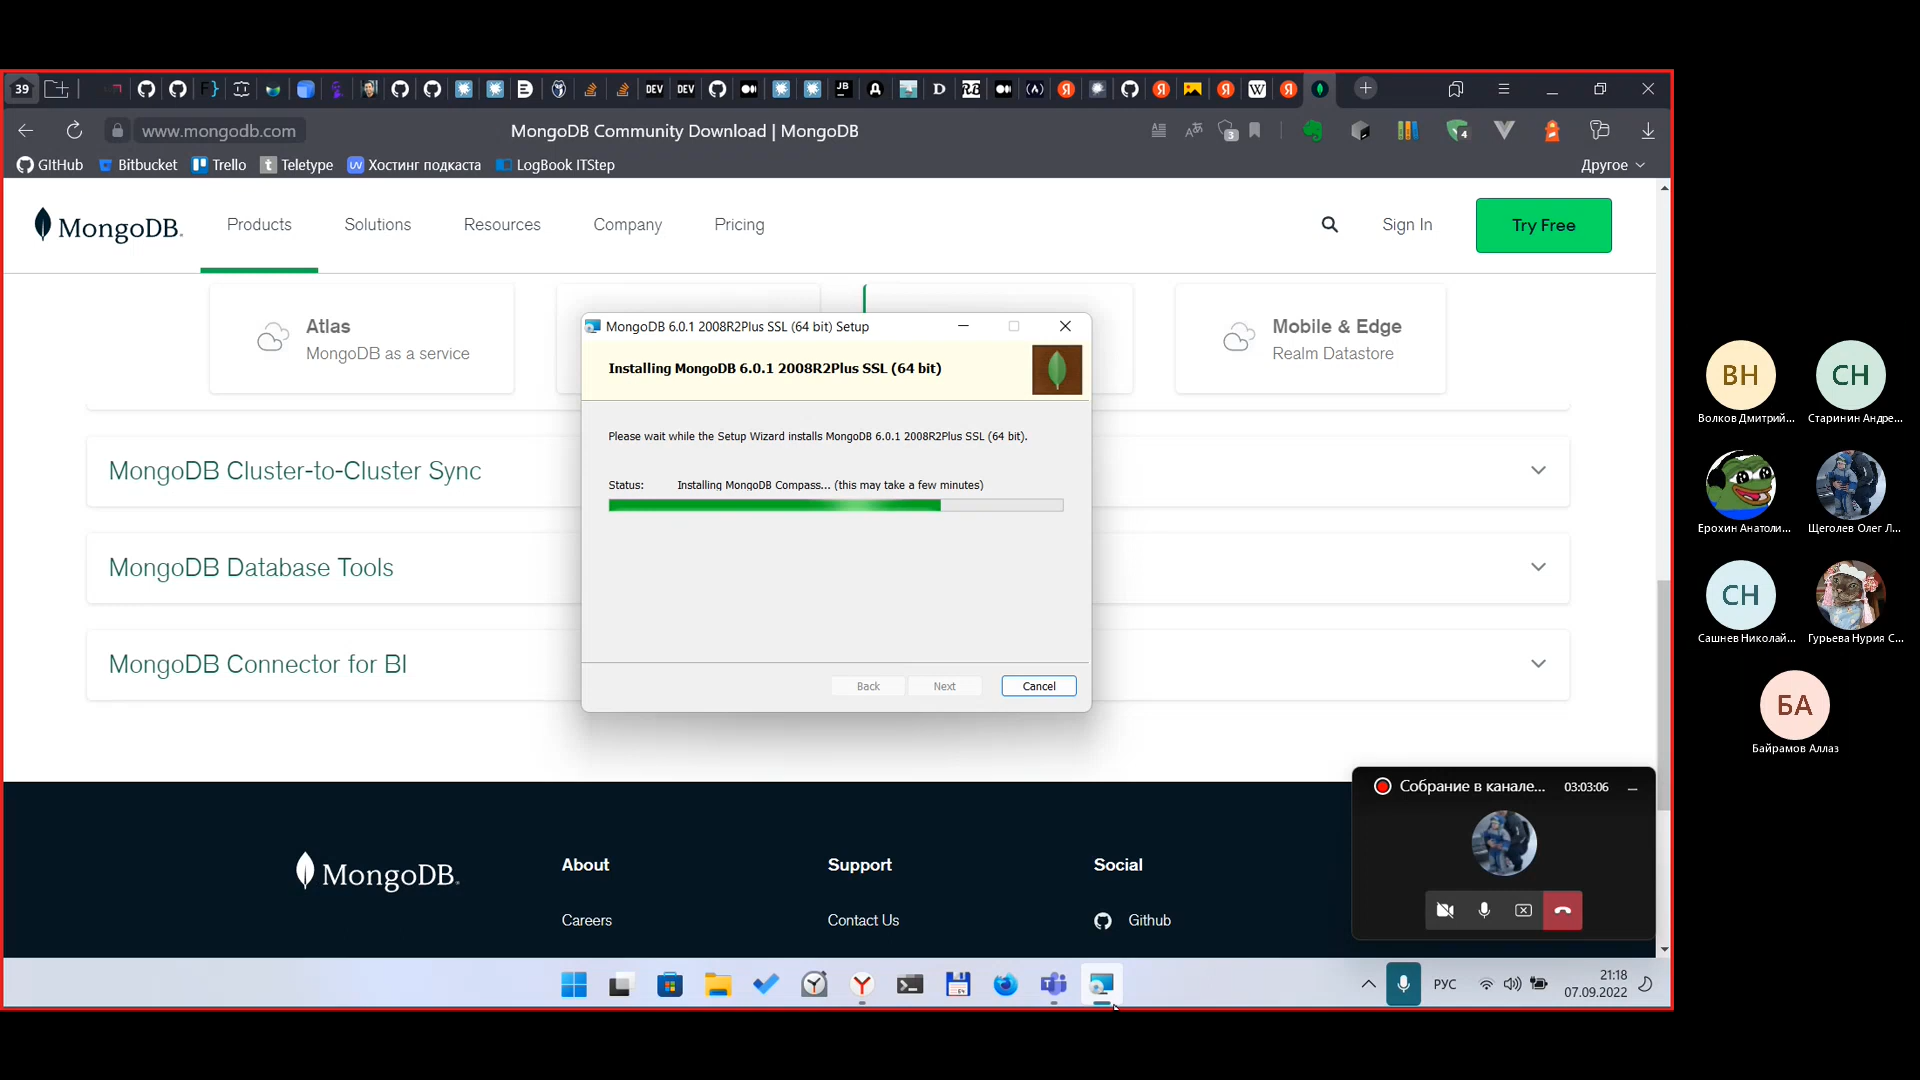 39
F}
DEV
DEV
JB
D
R&
W
www.mongodb.com
MongoDB Community Download | MongoDB
3
4
GItHub
Bitbucket
Trello
t Teletype
Хостинг подкаста
LogBook ITStep
Другое
MongoDB.
Products
Solutions
Resources
Company
Pricing
Sign In
Try Free
Atlas
MongoDB as a service
Mobile & Edge
Realm Datastore
MongoDB 6.0.1 2008R2Plus SSL (64 bit) Setup
Installing MongoDB 6.0.1 2008R2Plus SSL (64 bit)
Please wait while the Setup Wizard installs MongoDB 6.0.1 2008R2Plus SSL (64 bit).
Status:
Installing MongoDB Compass... (this may take a few minutes)
Back
Next
Cancel
MongoDB Cluster-to-Cluster Sync
MongoDB Database Tools
MongoDB Connector for BI
MongoDB.
About
Careers
Support
Contact Us
Social
Github
Собрание в канале...
03:03:06
РУС
21:18
07.09.2022
ВН
Волков Дмитрий...
СН
Старинин Андре...
Ерохин Анатоли...
Щеголев Олег Л...
СН
Сашнев Николай...
Гурьева Нурия С...
БА
Байрамов Аллаз